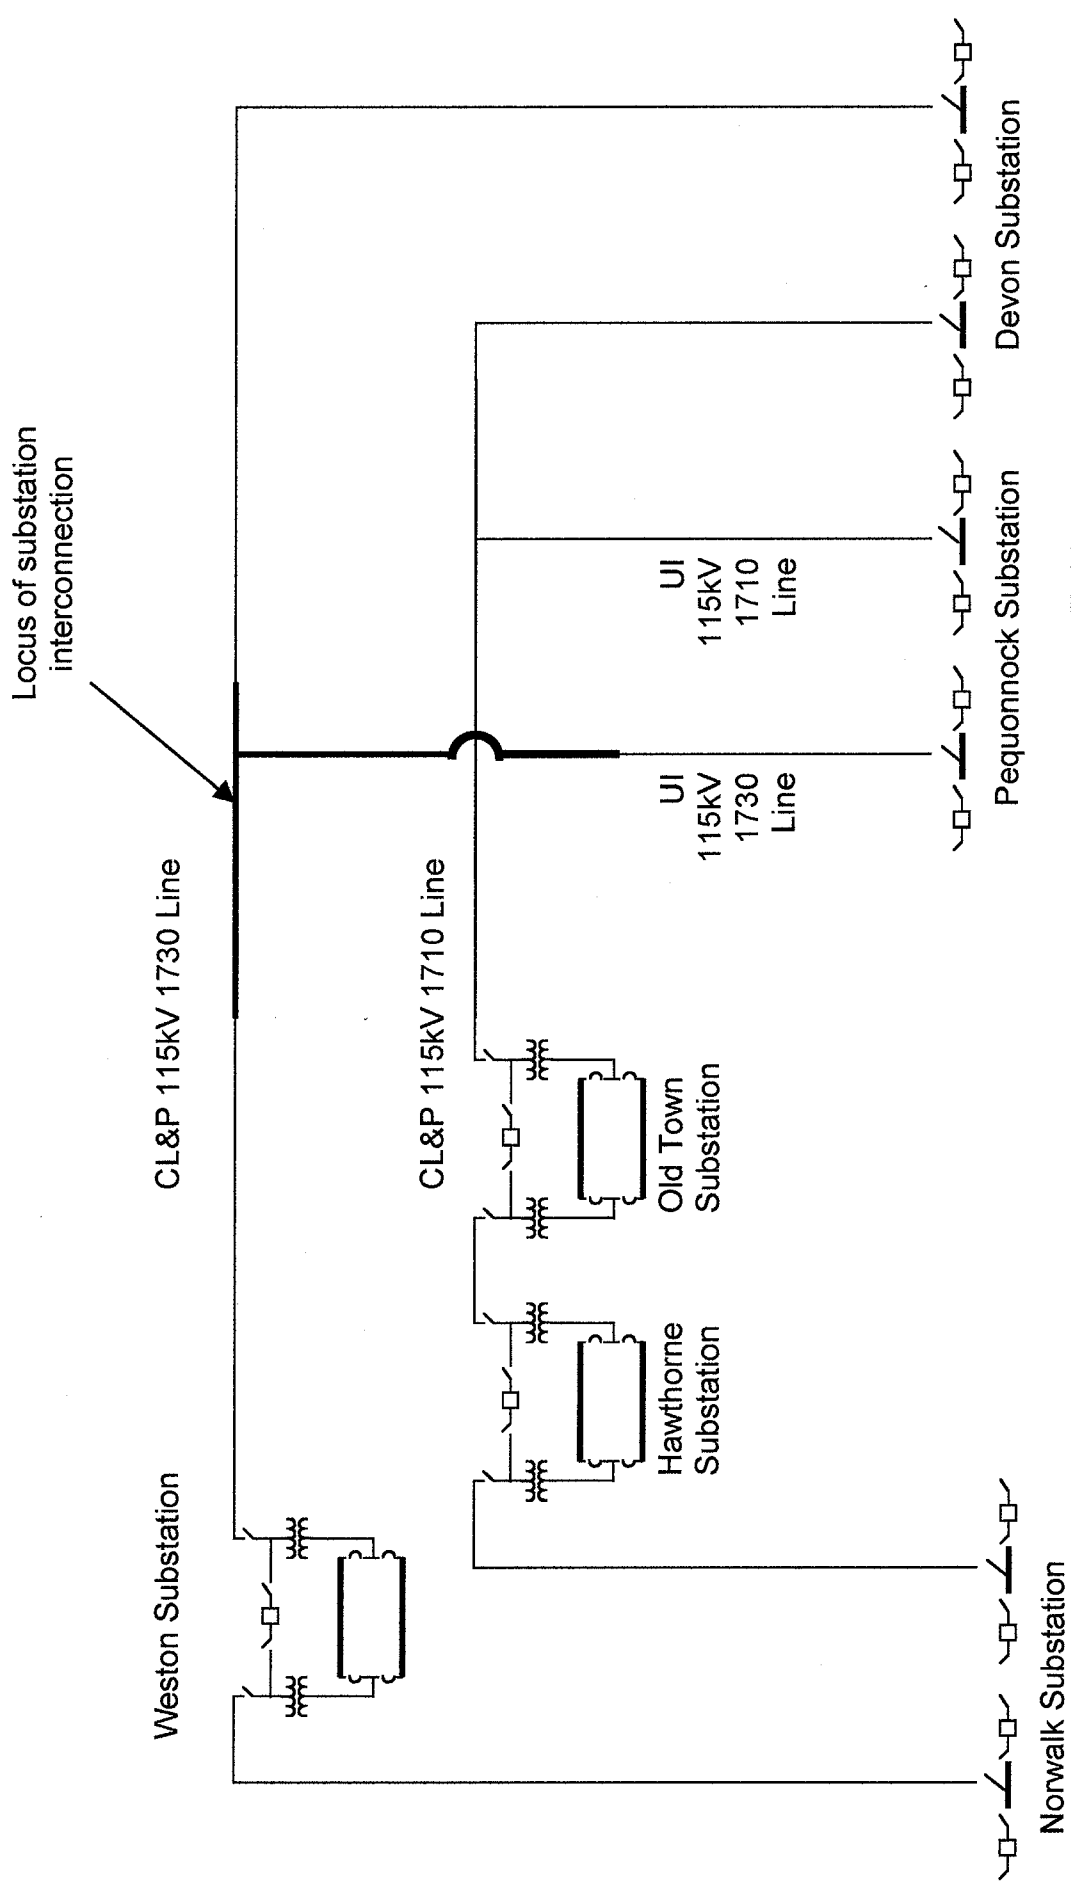 Locus of substation
interconnection
CL&P 115kV 1730 Line
Weston Substation
CL&P 115kV 1710 Line
Hawthorne
Substation
Old Town
Substation
UI
115kV
1730
Line
UI
115kV
1710
Line
Norwalk Substation
Pequonnock Substation
Devon Substation